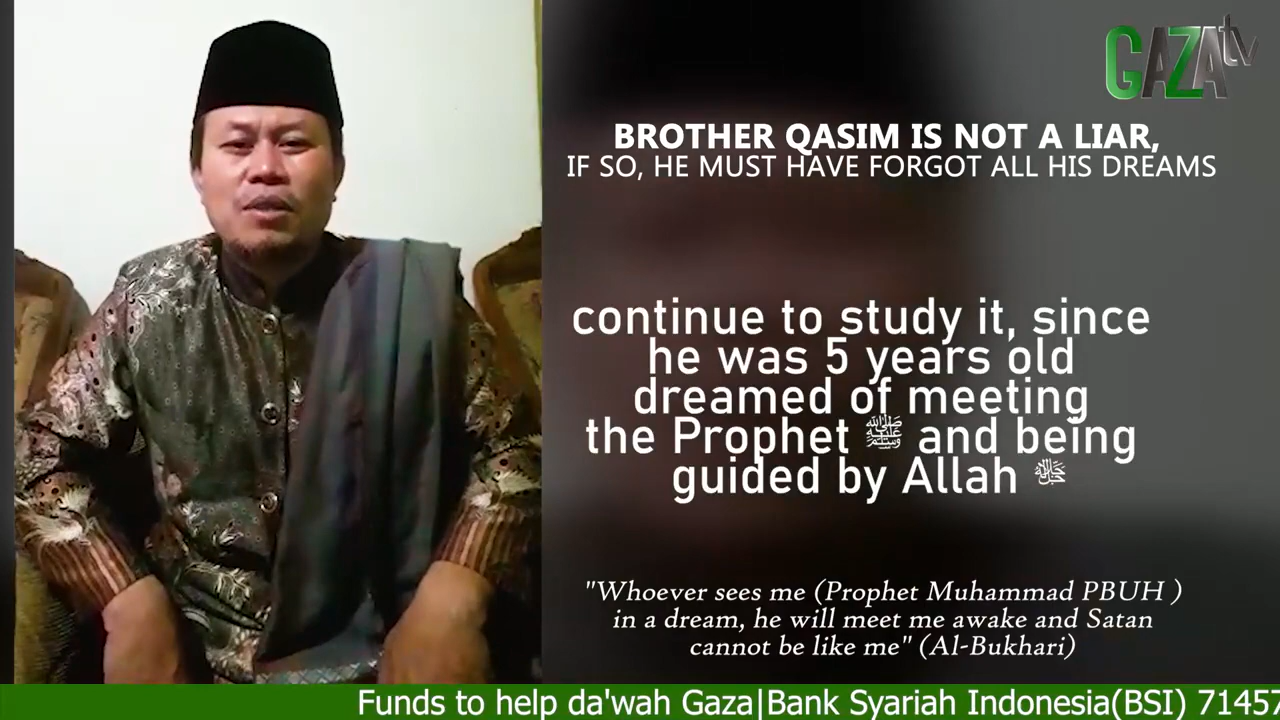 GAZAtv
BROTHER QASIM IS NOT A LIAR,
IF SO, HE MUST HAVE FORGOT ALL HIS DREAMS
continue to study it, since
he was 5 years old
dreamed of meeting
the Prophet ﷺ and being
guided by Allah ﷻ
"Whoever sees me (Prophet Muhammad PBUH )
in a dream, he will meet me awake and Satan
cannot be like me" (Al-Bukhari)
Funds to help da'wah Gaza|Bank Syariah Indonesia(BSI) 71457